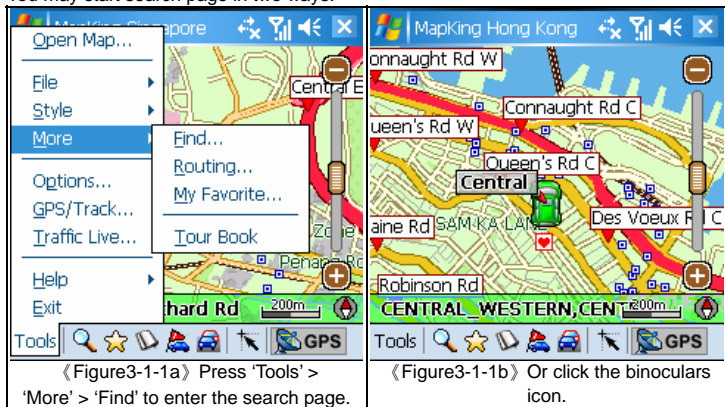 You may start search page in two ways:
MapKing Singapore
Open Map...
File
Style
More
Options...
GPS/Track...
Traffic Live...
Help
Exit
Find...
Routing...
My Favorite...
Tour Book
Central E
Zone
Penang Rd
hard Rd
200m
Tools
GPS
《Figure3-1-1a》Press 'Tools' >
'More' > 'Find' to enter the search page.
MapKing Hong Kong
onnaught Rd W
Connaught Rd C
ueen's Rd W
Queen's Rd C
Central
Des Voeux R C
aine Rd
SAM KA LANE
Robinson Rd
CENTRAL_WESTERN,CENT
200m
Tools
GPS
《Figure3-1-1b》Or click the binoculars
icon.